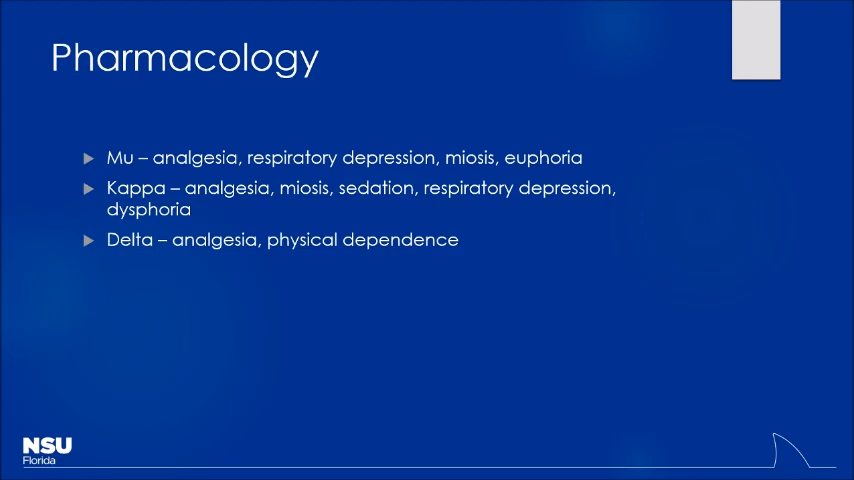 Pharmacology
Mu – analgesia, respiratory depression, miosis, euphoria
Kappa – analgesia, miosis, sedation, respiratory depression,
dysphoria
Delta – analgesia, physical dependence
NSU
Florida